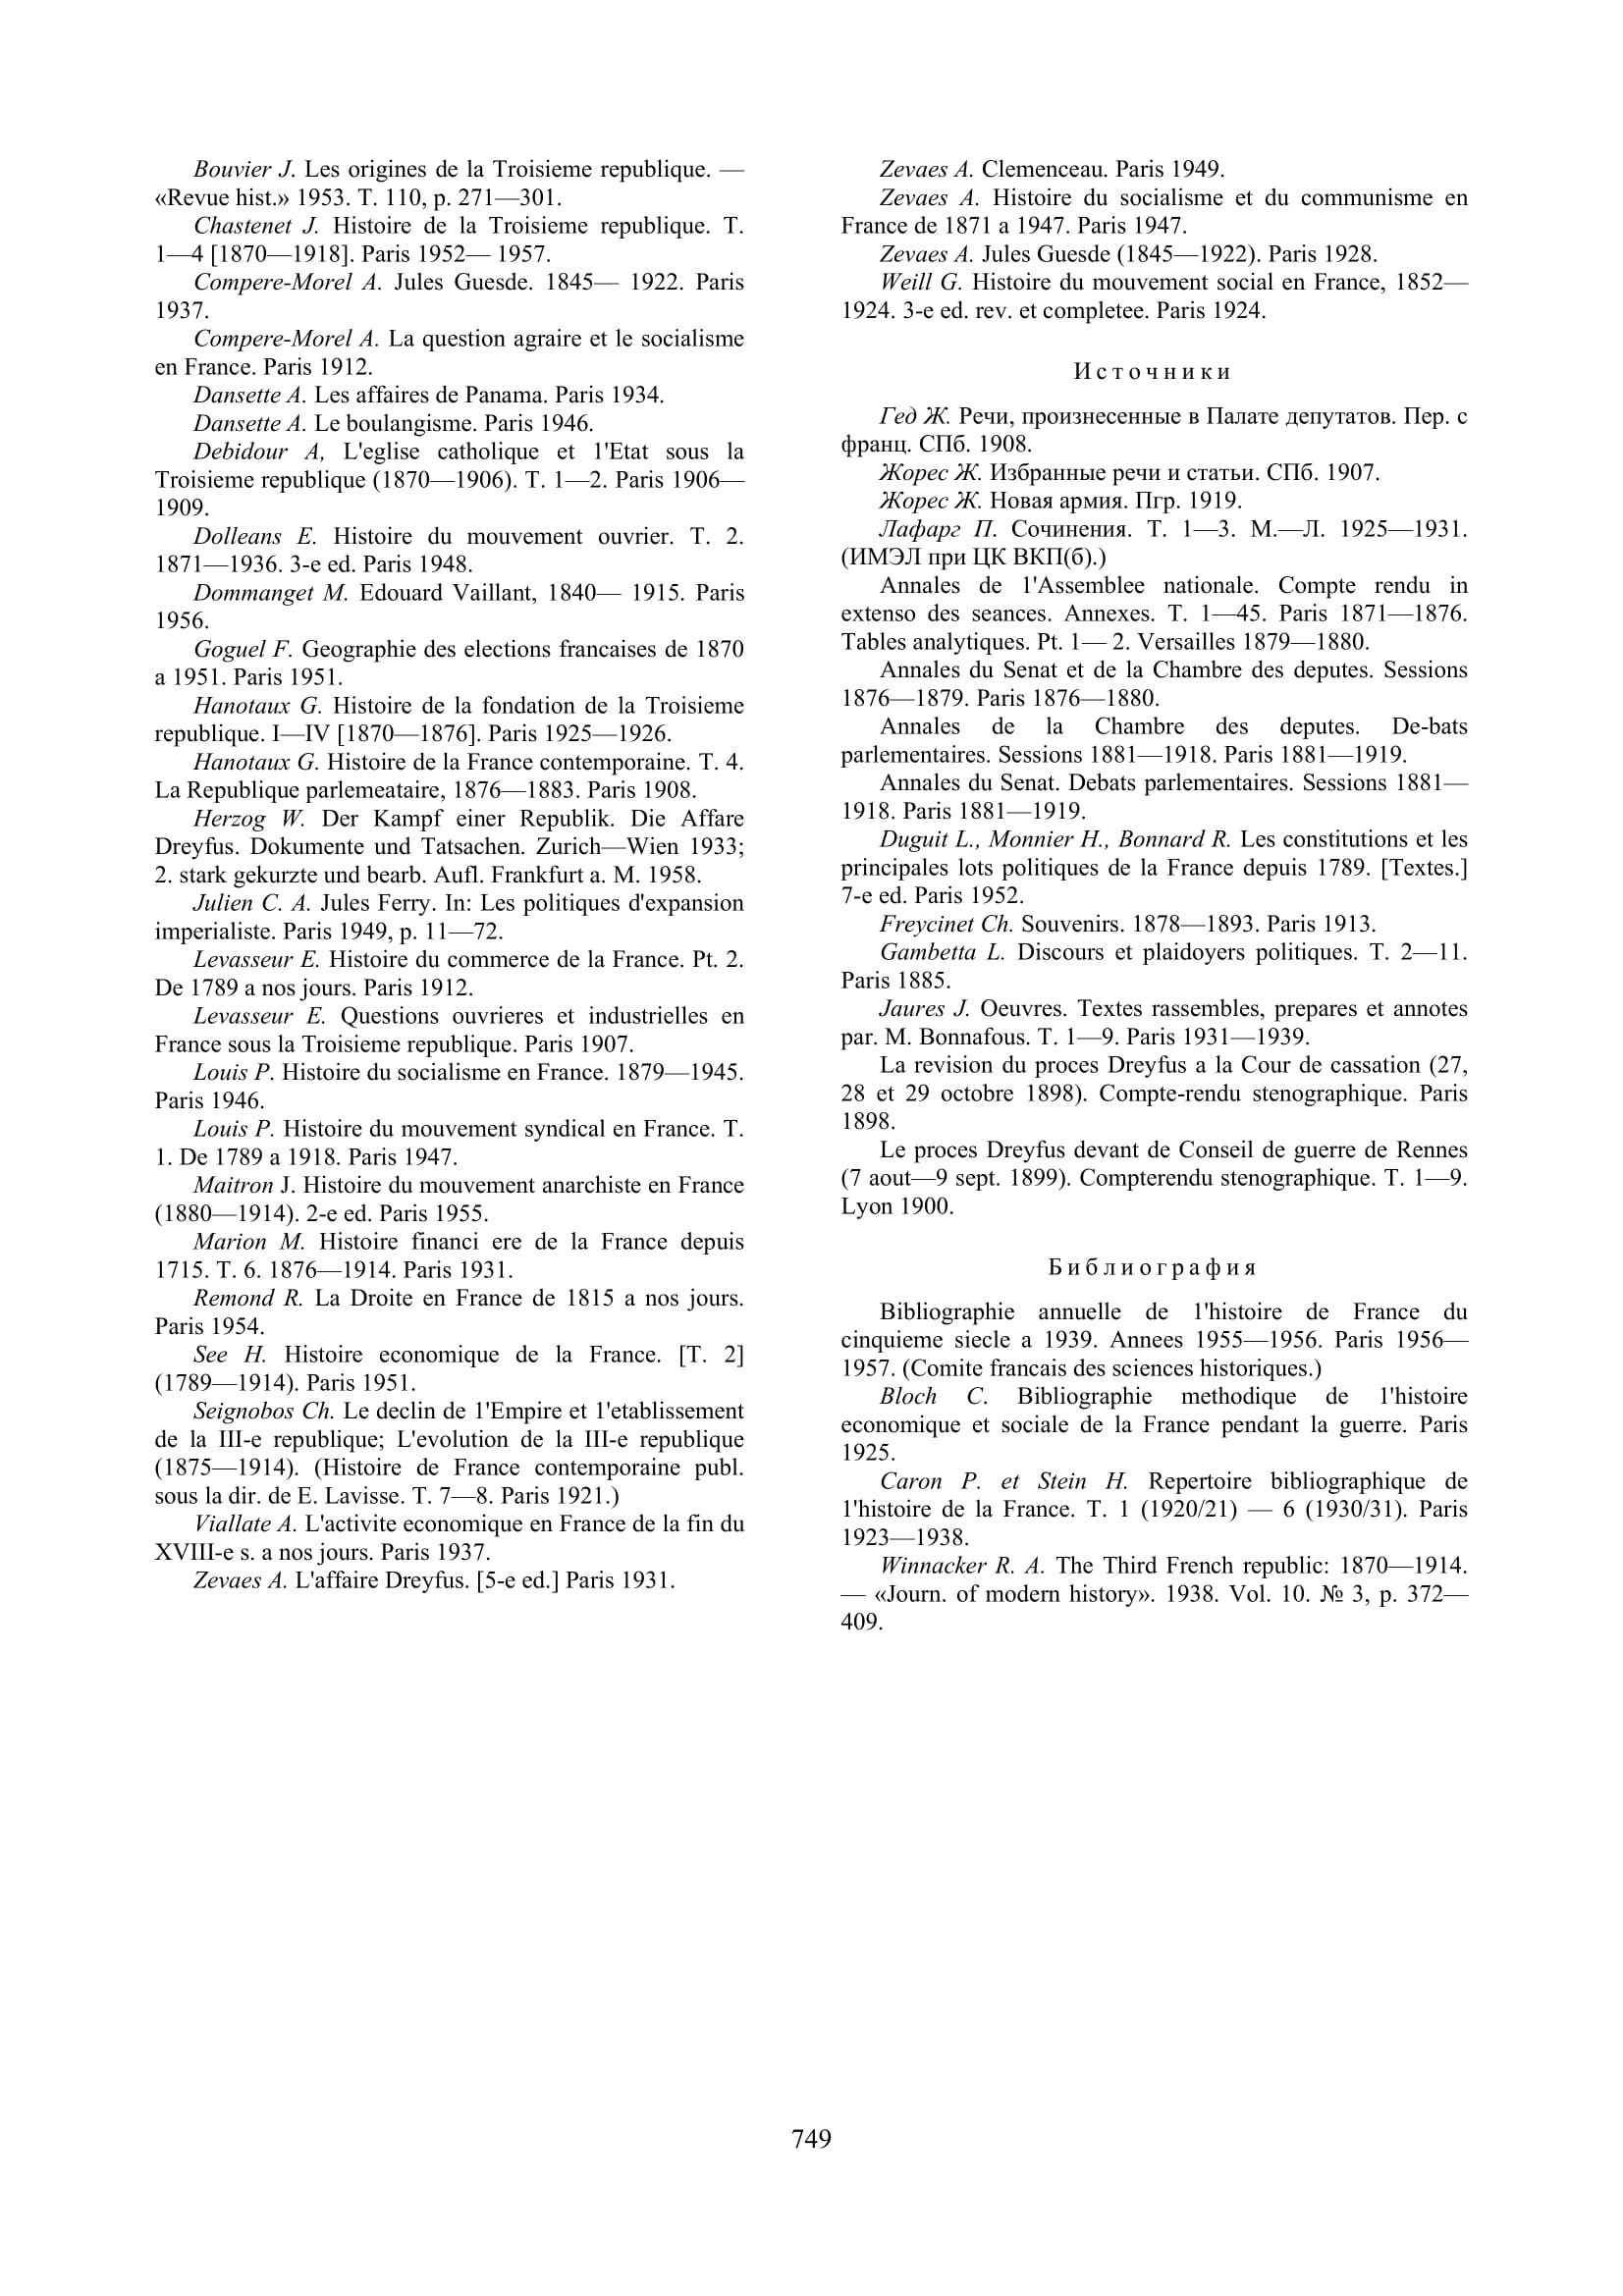 Bouvier J. Les origines de la Troisieme republique. —
«Revue hist.» 1953. T. 110, p. 271—301.
Chastenet J. Histoire de la Troisieme republique. T.
1—4 [1870—1918]. Paris 1952— 1957.
Compere-Morel A. Jules Guesde. 1845— 1922. Paris
1937.
Compere-Morel A. La question agraire et le socialisme
en France. Paris 1912.
Dansette A. Les affaires de Panama. Paris 1934.
Dansette A. Le boulangisme. Paris 1946.
Debidour A, L'eglise catholique et 1'Etat sous la
Troisieme republique (1870—1906). T. 1—2. Paris 1906—
1909.
Dolleans E. Histoire du mouvement ouvrier. T. 2.
1871—1936. 3-e ed. Paris 1948.
Dommanget M. Edouard Vaillant, 1840— 1915. Paris
1956.
Goguel F. Geographie des elections francaises de 1870
a 1951. Paris 1951.
Hanotaux G. Histoire de la fondation de la Troisieme
republique. I—IV [1870—1876]. Paris 1925—1926.
Hanotaux G. Histoire de la France contemporaine. T. 4.
La Republique parlemeataire, 1876—1883. Paris 1908.
Herzog W. Der Kampf einer Republik. Die Affare
Dreyfus. Dokumente und Tatsachen. Zurich—Wien 1933;
2. stark gekurzte und bearb. Aufl. Frankfurt a. M. 1958.
Julien C. A. Jules Ferry. In: Les politiques d'expansion
imperialiste. Paris 1949, p. 11—72.
Levasseur E. Histoire du commerce de la France. Pt. 2.
De 1789 a nos jours. Paris 1912.
Levasseur E. Questions ouvrieres et industrielles en
France sous la Troisieme republique. Paris 1907.
Louis P. Histoire du socialisme en France. 1879—1945.
Paris 1946.
Louis P. Histoire du mouvement syndical en France. T.
1. De 1789 a 1918. Paris 1947.
Maitron J. Histoire du mouvement anarchiste en France
(1880—1914). 2-e ed. Paris 1955.
Marion M. Histoire financi ere de la France depuis
1715. T. 6. 1876—1914. Paris 1931.
Remond R. La Droite en France de 1815 a nos jours.
Paris 1954.
See H. Histoire economique de la France. [T. 2]
(1789—1914). Paris 1951.
Seignobos Ch. Le declin de 1'Empire et 1'etablissement
de la III-e republique; L'evolution de la III-e republique
(1875—1914). (Histoire de France contemporaine publ.
sous la dir. de E. Lavisse. T. 7—8. Paris 1921.)
Viallate A. L'activite economique en France de la fin du
XVIII-e s. a nos jours. Paris 1937.
Zevaes A. L'affaire Dreyfus. [5-e ed.] Paris 1931.
Zevaes A. Clemenceau. Paris 1949.
Zevaes A. Histoire du socialisme et du communisme en
France de 1871 a 1947. Paris 1947.
Zevaes A. Jules Guesde (1845—1922). Paris 1928.
Weill G. Histoire du mouvement social en France, 1852—
1924. 3-e ed. rev. et completee. Paris 1924.
Источники
Гед Ж. Речи, произнесенные в Палате депутатов. Пер. с
франц. СПб. 1908.
Жорес Ж. Избранные речи и статьи. СПб. 1907.
Жорес Ж. Новая армия. Пгр. 1919.
Лафарг П. Сочинения. Т. 1—3. М.—Л. 1925—1931.
(ИМЭЛ при ЦК ВКП(б).)
Annales de 1'Assemblee nationale. Compte rendu in
extenso des seances. Annexes. T. 1—45. Paris 1871—1876.
Tables analytiques. Pt. 1— 2. Versailles 1879—1880.
Annales du Senat et de la Chambre des deputes. Sessions
1876—1879. Paris 1876—1880.
Annales de la Chambre des deputes. De-bats
parlementaires. Sessions 1881—1918. Paris 1881—1919.
Annales du Senat. Debats parlementaires. Sessions 1881—
1918. Paris 1881—1919.
Duguit L., Monnier H., Bonnard R. Les constitutions et les
principales lots politiques de la France depuis 1789. [Textes.]
7-e ed. Paris 1952.
Freycinet Ch. Souvenirs. 1878—1893. Paris 1913.
Gambetta L. Discours et plaidoyers politiques. T. 2—11.
Paris 1885.
Jaures J. Oeuvres. Textes rassembles, prepares et annotes
par. M. Bonnafous. T. 1—9. Paris 1931—1939.
La revision du proces Dreyfus a la Cour de cassation (27,
28 et 29 octobre 1898). Compte-rendu stenographique. Paris
1898.
Le proces Dreyfus devant de Conseil de guerre de Rennes
(7 aout—9 sept. 1899). Compterendu stenographique. T. 1—9.
Lyon 1900.
Библиография
Bibliographie annuelle de 1'histoire de France du
cinquieme siecle a 1939. Annees 1955—1956. Paris 1956—
1957. (Comite francais des sciences historiques.)
Bloch C. Bibliographie methodique de 1'histoire
economique et sociale de la France pendant la guerre. Paris
1925.
Caron P. et Stein H. Repertoire bibliographique de
1'histoire de la France. T. 1 (1920/21) — 6 (1930/31). Paris
1923—1938.
Winnacker R. A. The Third French republic: 1870—1914.
— «Journ. of modern history». 1938. Vol. 10. № 3, p. 372—
409.
749